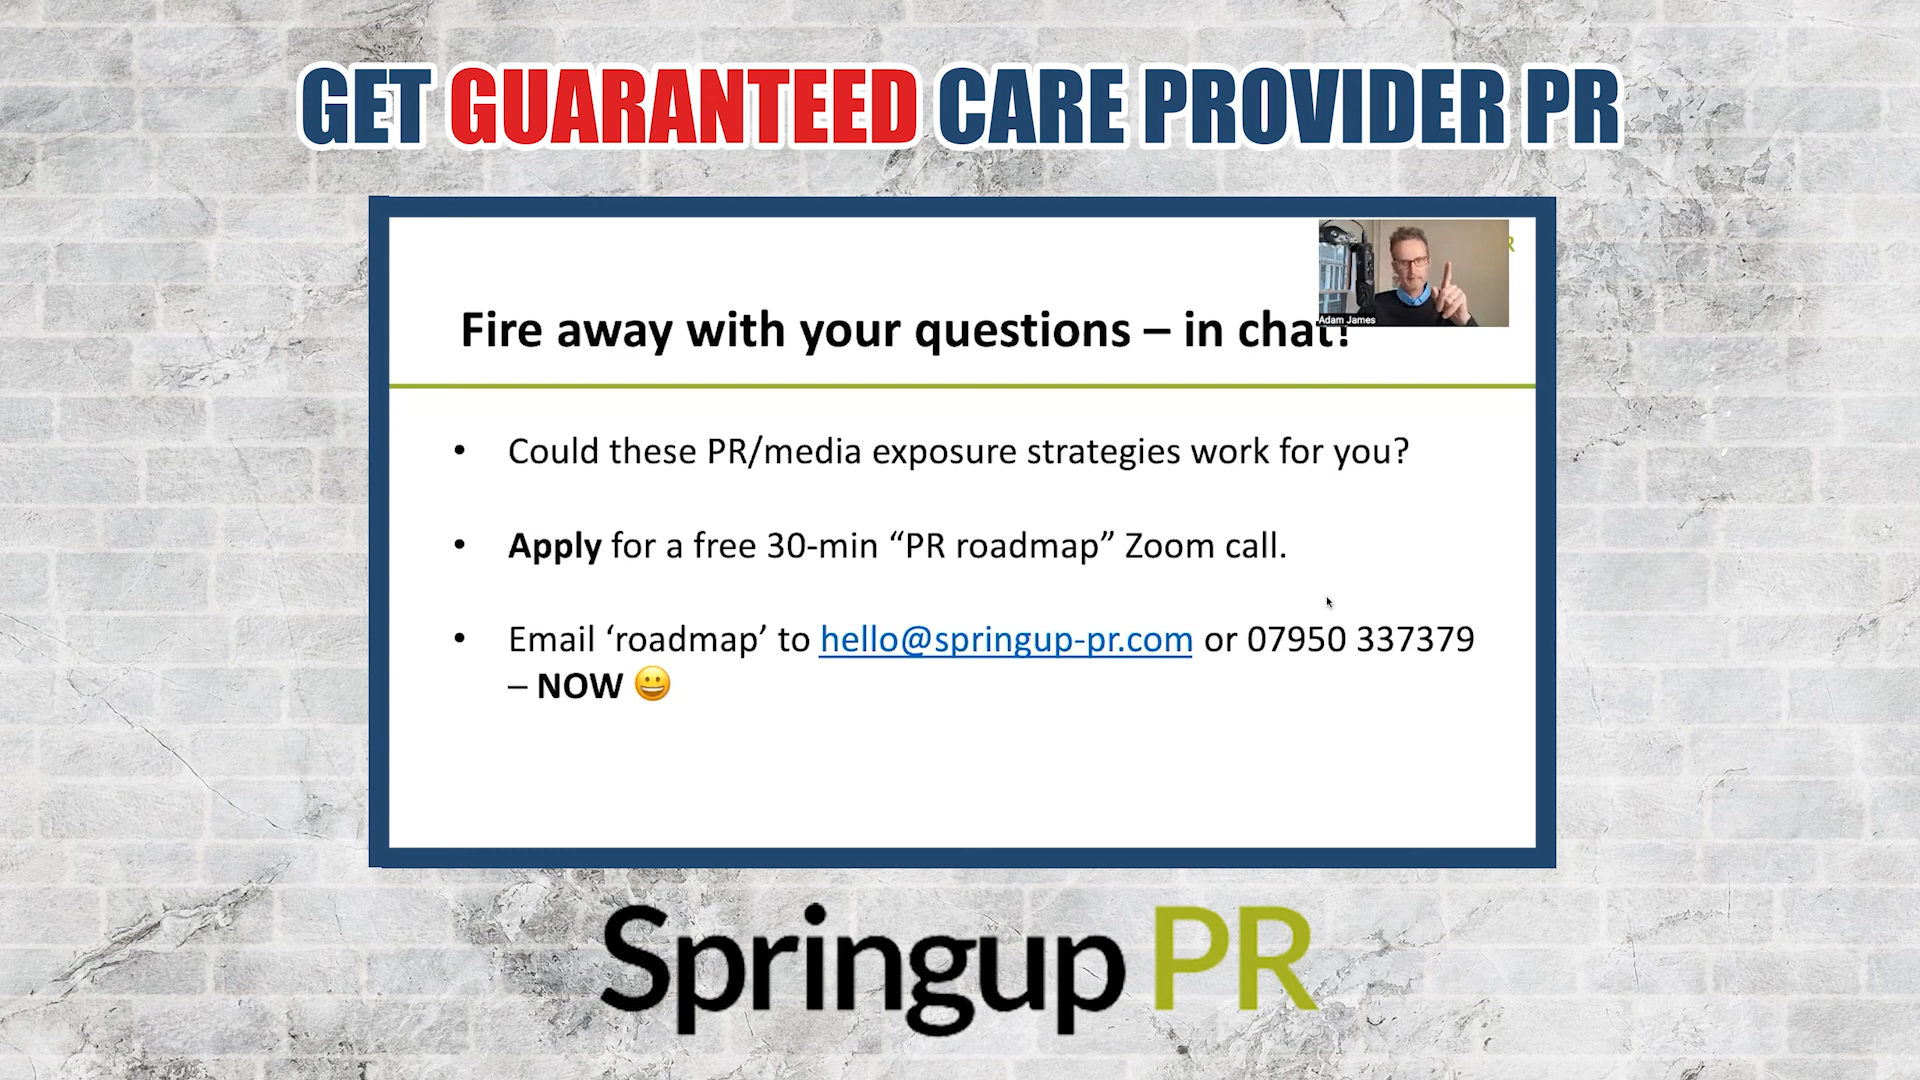 GET GUARANTEED CARE PROVIDER PR
R
Adam James
Fire away with your questions – in chat!
• Could these PR/media exposure strategies work for you?
• Apply for a free 30-min “PR roadmap” Zoom call.
• Email ‘roadmap’ to hello@springup-pr.com or 07950 337379
– NOW 😀
Springup PR